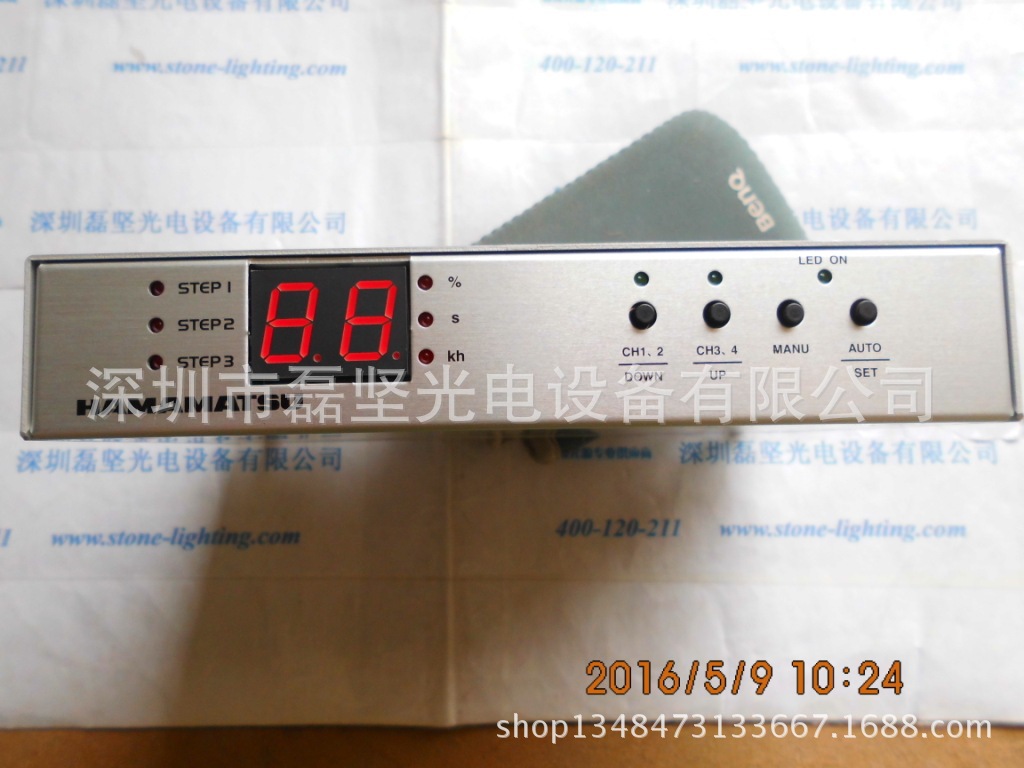 深圳磊坚光电设备有限公司
深圳磊坚光电设备有限公司
211 www.stone-lighting.com 400-120-211 www.stone-lighting.com
深圳磊坚光电设备有限公司
BenQ
LED ON
STEP 1
STEP 2
STEP 3
88
%
s
kh
CH1、2
DOWN
CH3、4
UP
MANU
AUTO
SET
HAMAMATSU
深圳市磊坚光电设备有限公司
深圳磊坚光电设备有限公司 深圳磊坚光电设备有限公司
www.stone-lighting.com 400-120-211 www.stone-lighting.com
2016/5/9 10:24
shop1348473133667.1688.com